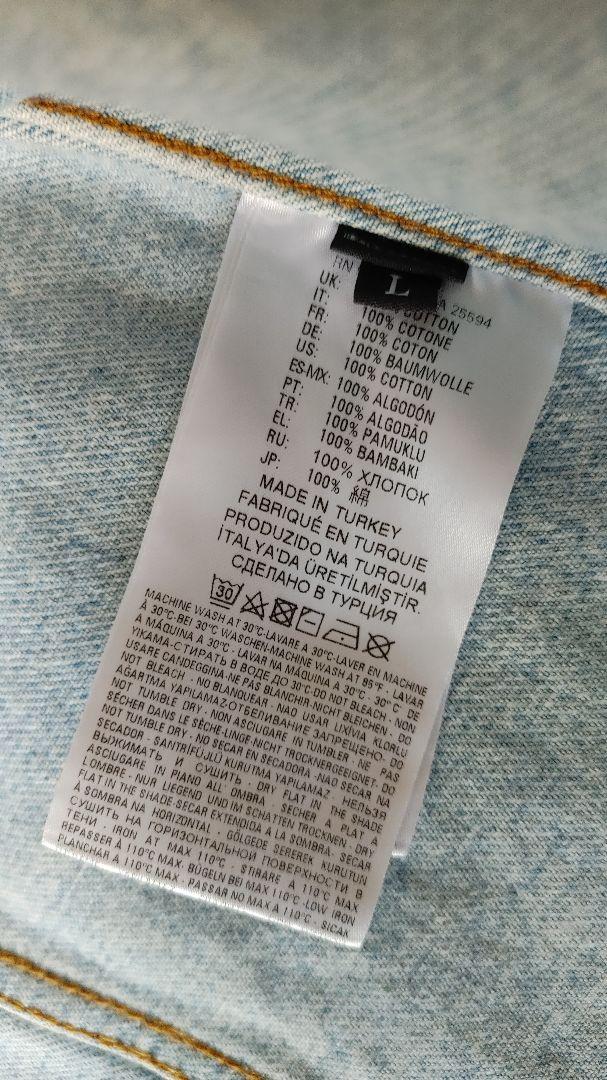 L
RN A 25594
UK: COTTON
IT: 100% COTONE
FR: 100% COTON
DE: 100% BAUMWOLLE
US: 100% COTTON
ES-MX: 100% ALGODÓN
PT: 100% ALGODÃO
TR: 100% PAMUKLU
EL: 100% BAMBAKI
RU: 100% ХЛОПОК
JP: 100% 綿
MADE IN TURKEY
FABRIQUÉ EN TURQUIE
PRODUZIDO NA TURQUIA
İTALYA'DA ÜRETİLMİŞTİR.
СДЕЛАНО В ТУРЦИЯ
30
MACHINE WASH AT 30°C-LAVARE A 30°C-LAVER EN MACHINE
À 30°C-BEI 30°C WASCHEN-MACHINE WASH AT 85°F. LAVAR
A MÁQUINA A 30°C - LAVAR NA MÁQUINA A 30°C - 30° C DE
YIKAMA-СТИРАТЬ В ВОДЕ ДО 30°C-DO NOT BLEACH - NON
USARE CANDEGGINA-NE PAS BLANCHIR-NICHT BLEICHEN - DO
NOT BLEACH - NO BLANQUEAR - NÃO USAR LIXIVIA KLORLU
AĞARTMA YAPILAMAZ-ОТБЕЛИВАНИЕ ЗАПРЕЩЕНО- DO
NOT TUMBLE DRY - NON ASCIUGARE IN TUMBLER - NE PAS
SÉCHER DANS LE SÈCHE-LINGE-NICHT TROCKNERGEEIGNET- DO
NOT TUMBLE DRY - NO SECAR EN SECADORA -NÃO SECAR NA
SECADOR - SANTRİFÜJLÜ KURUTMA YAPILAMAZ - НЕЛЬЗЯ
ВЫЖИМАТЬ И СУШИТЬ - DRY FLAT IN THE SHADE
ASCIUGARE IN PIANO ALL' OMBRA - SÉCHER À PLAT À
L'OMBRE - NUR LIEGEND UND IM SCHATTEN TROCKNEN - DRY
FLAT IN THE SHADE-SECAR EXTENDIDA A LA SOMBRA. SECAR
À SOMBRA NA HORIZONTAL - GÖLGEDE SEREREK KURUTUN
СУШИТЬ НА ГОРИЗОНТАЛЬНОЙ ПОВЕРХНОСТИ В
ТЕНИ - IRON AT MAX 110°C - STIRARE A 110°C MAX
REPASSER À 110°C MAX- BÜGELN BEI MAX 110°C -LOW IRON
PLANCHAR A 110°C MAX - PASSAR NO MAX A 110°C - SICAK